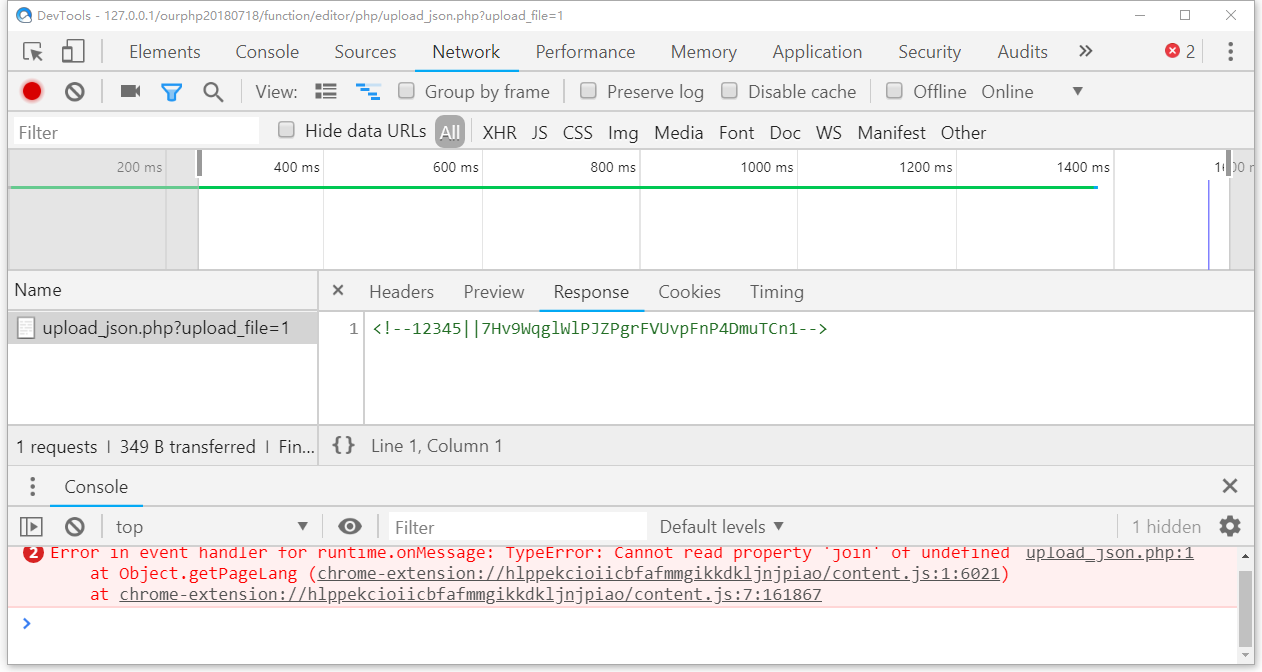 DevTools - 127.0.0.1/ourphp20180718/function/editor/php/upload_json.php?upload_file=1
Elements Console Sources Network Performance Memory Application Security Audits » 2
View: Group by frame Preserve log Disable cache Offline Online ▼
Filter Hide data URLs All XHR JS CSS Img Media Font Doc WS Manifest Other
200 ms 400 ms 600 ms 800 ms 1000 ms 1200 ms 1400 ms
Name × Headers Preview Response Cookies Timing
upload_json.php?upload_file=1 1 <!--12345||7Hv9WqglWlPJZPgrFVUvpFnP4DmuTCn1-->
1 requests | 349 B transferred | Fin... {} Line 1, Column 1
Console
top ▼ Filter Default levels ▼ 1 hidden
2 Error in event handler for runtime.onMessage: TypeError: Cannot read property 'join' of undefined upload_json.php:1
at Object.getPageLang (chrome-extension://hlppekcioiicbfafmmgikkdkljnjpiao/content.js:1:6021)
at chrome-extension://hlppekcioiicbfafmmgikkdkljnjpiao/content.js:7:161867
>